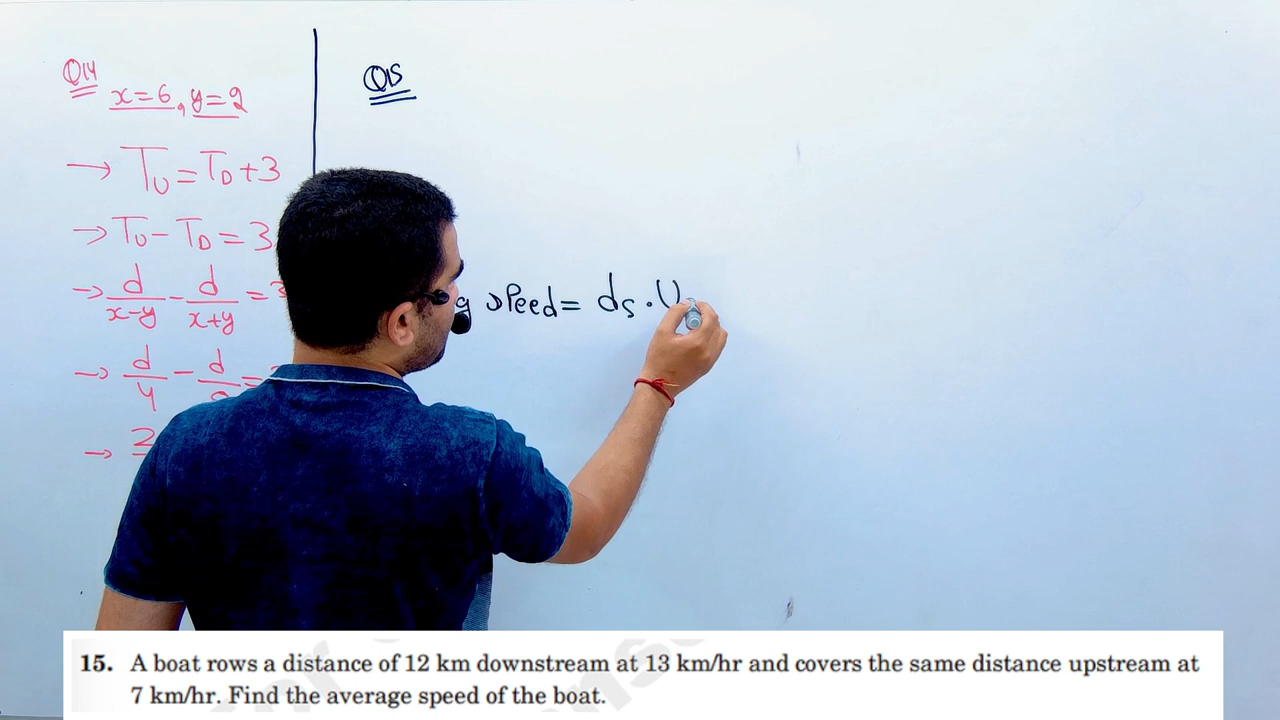 Q14
x=6, y=2
→ T_U = T_D + 3
→ T_U - T_D = 3
→ d/(x-y) - d/(x+y) = 3
→ d/4 - d/
→ 2
Q15
speed = ds·U
15. A boat rows a distance of 12 km downstream at 13 km/hr and covers the same distance upstream at
7 km/hr. Find the average speed of the boat.